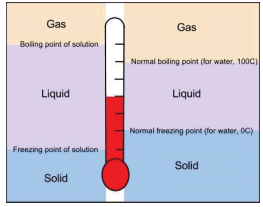 Gas
Boiling point of solution
Liquid
Freezing point of solution
Solid
Gas
Normal boiling point (for water, 100C)
Liquid
Normal freezing point (for water, 0C)
Solid